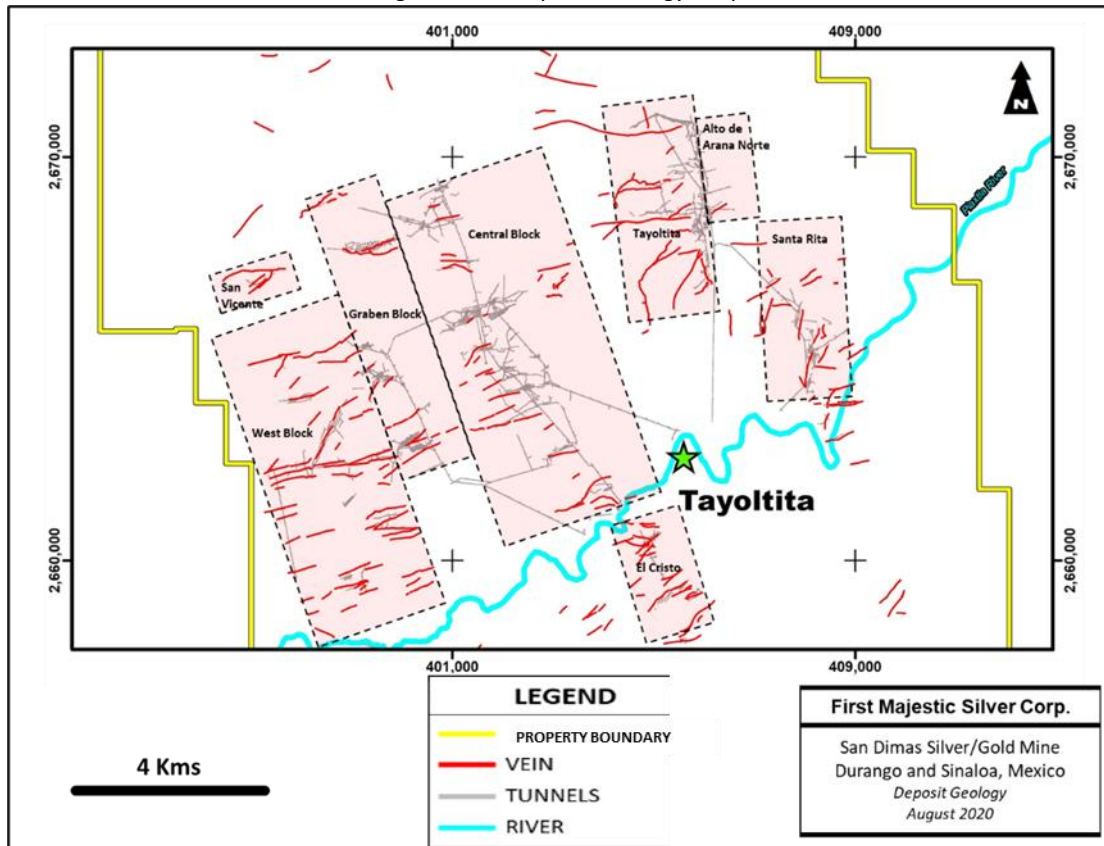 401,000
409,000
N
2,670,000
2,670,000
Alto de
Arana Norte
Piaxtla River
Central Block
Tayoltita
Santa Rita
San
Vicente
Graben Block
West Block
Tayoltita
El Cristo
2,660,000
2,660,000
401,000
409,000
LEGEND
PROPERTY BOUNDARY
VEIN
TUNNELS
RIVER
4 Kms
First Majestic Silver Corp.
San Dimas Silver/Gold Mine
Durango and Sinaloa, Mexico
Deposit Geology
August 2020